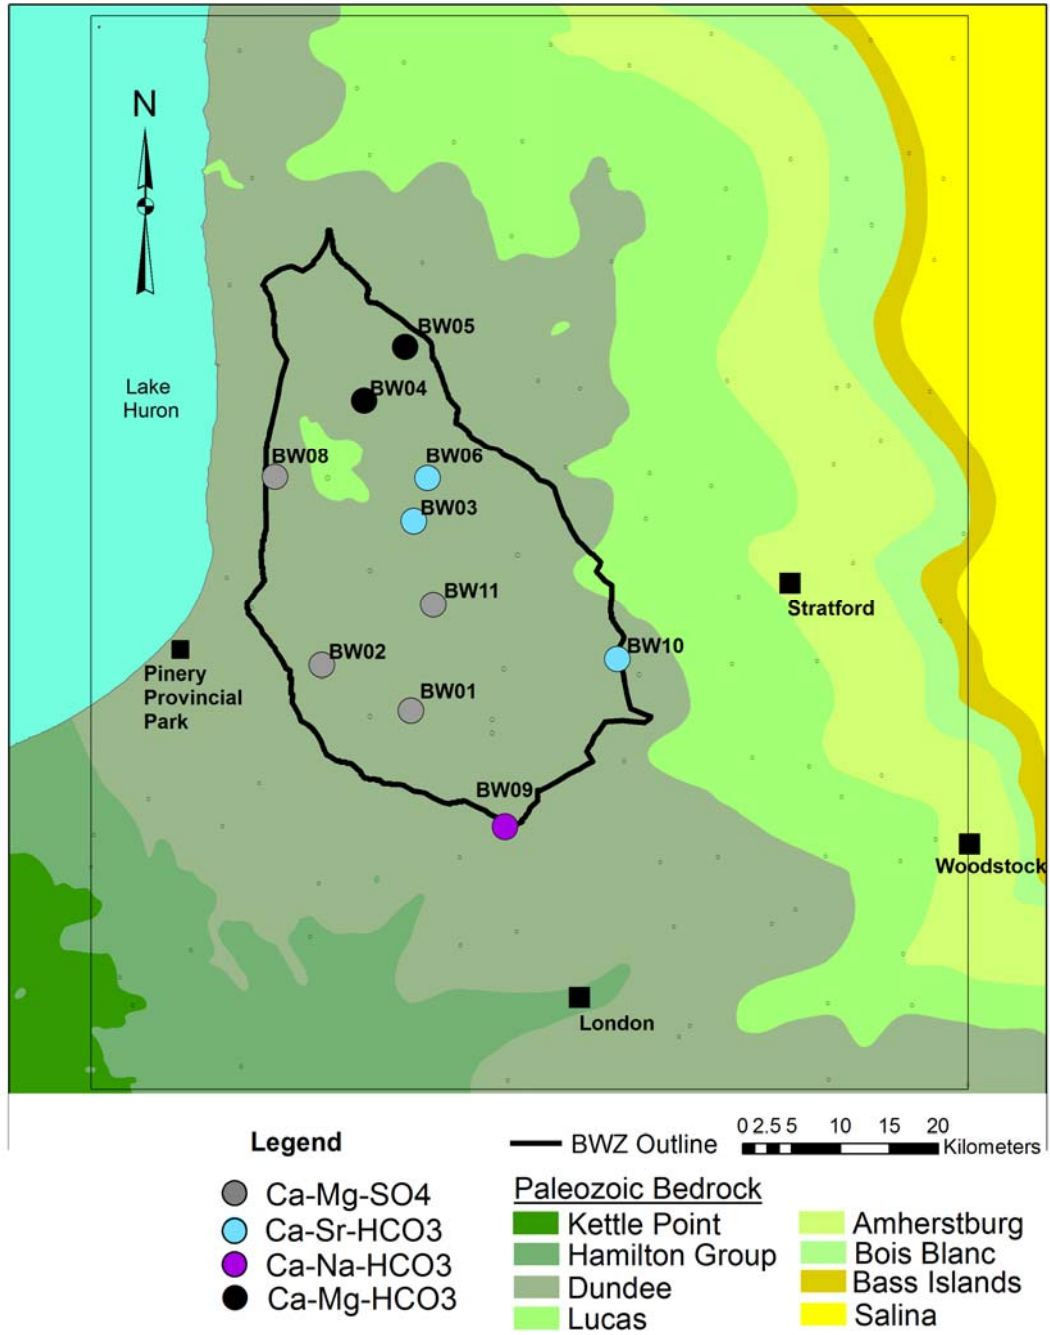 N
BW05
BW04
Lake
Huron
BW08
BW06
BW03
BW11
Stratford
BW02
BW10
Pinery
Provincial
Park
BW01
BW09
Woodstock
London
Legend
BWZ Outline
0 2.5 5 10 15 20
Kilometers
Ca-Mg-SO4
Ca-Sr-HCO3
Ca-Na-HCO3
Ca-Mg-HCO3
Paleozoic Bedrock
Kettle Point
Hamilton Group
Dundee
Lucas
Amherstburg
Bois Blanc
Bass Islands
Salina